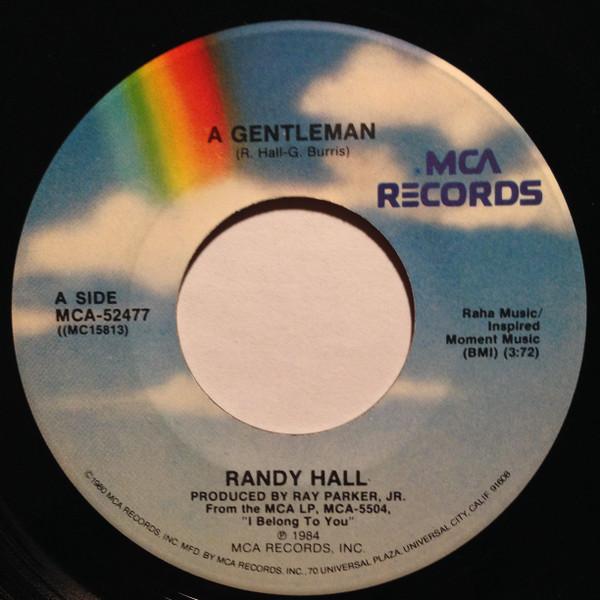 A GENTLEMAN
(R. Hall-G. Burris)
MCA
RECORDS
A SIDE
MCA-52477
((MC15813)
Raha Music/
Inspired
Moment Music
(BMI) (3:72)
RANDY HALL
PRODUCED BY RAY PARKER, JR.
From the MCA LP, MCA-5504,
"I Belong To You"
℗ 1984
MCA RECORDS, INC.
©1980 MCA RECORDS, INC. MFD. BY MCA RECORDS, INC., 70 UNIVERSAL PLAZA, UNIVERSAL CITY, CALIF. 91608